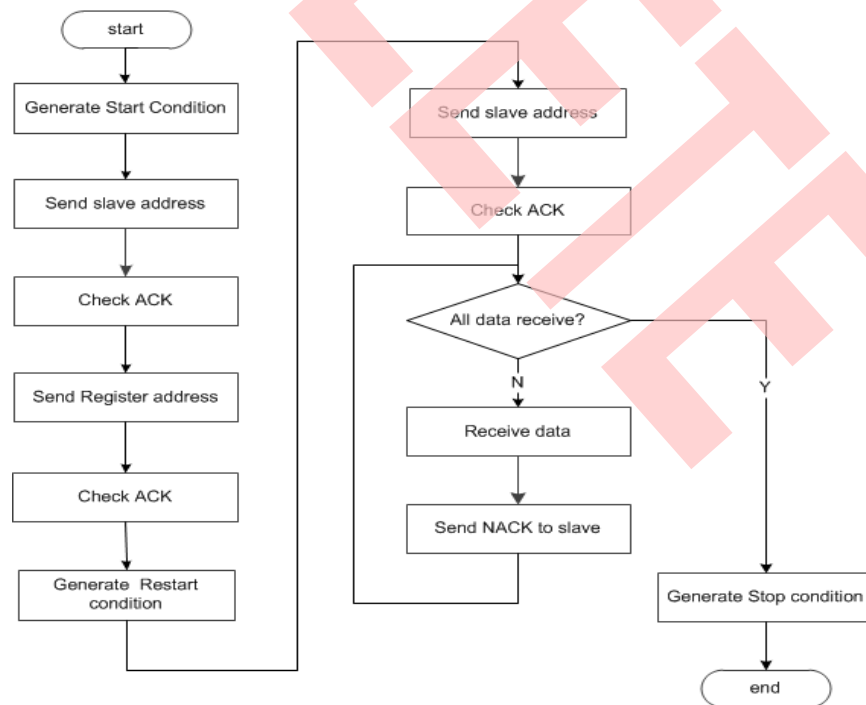 start
Generate Start Condition
Send slave address
Check ACK
Send Register address
Check ACK
Generate Restart
condition
Send slave address
Check ACK
All data receive?
N
Y
Receive data
Send NACK to slave
Generate Stop condition
end